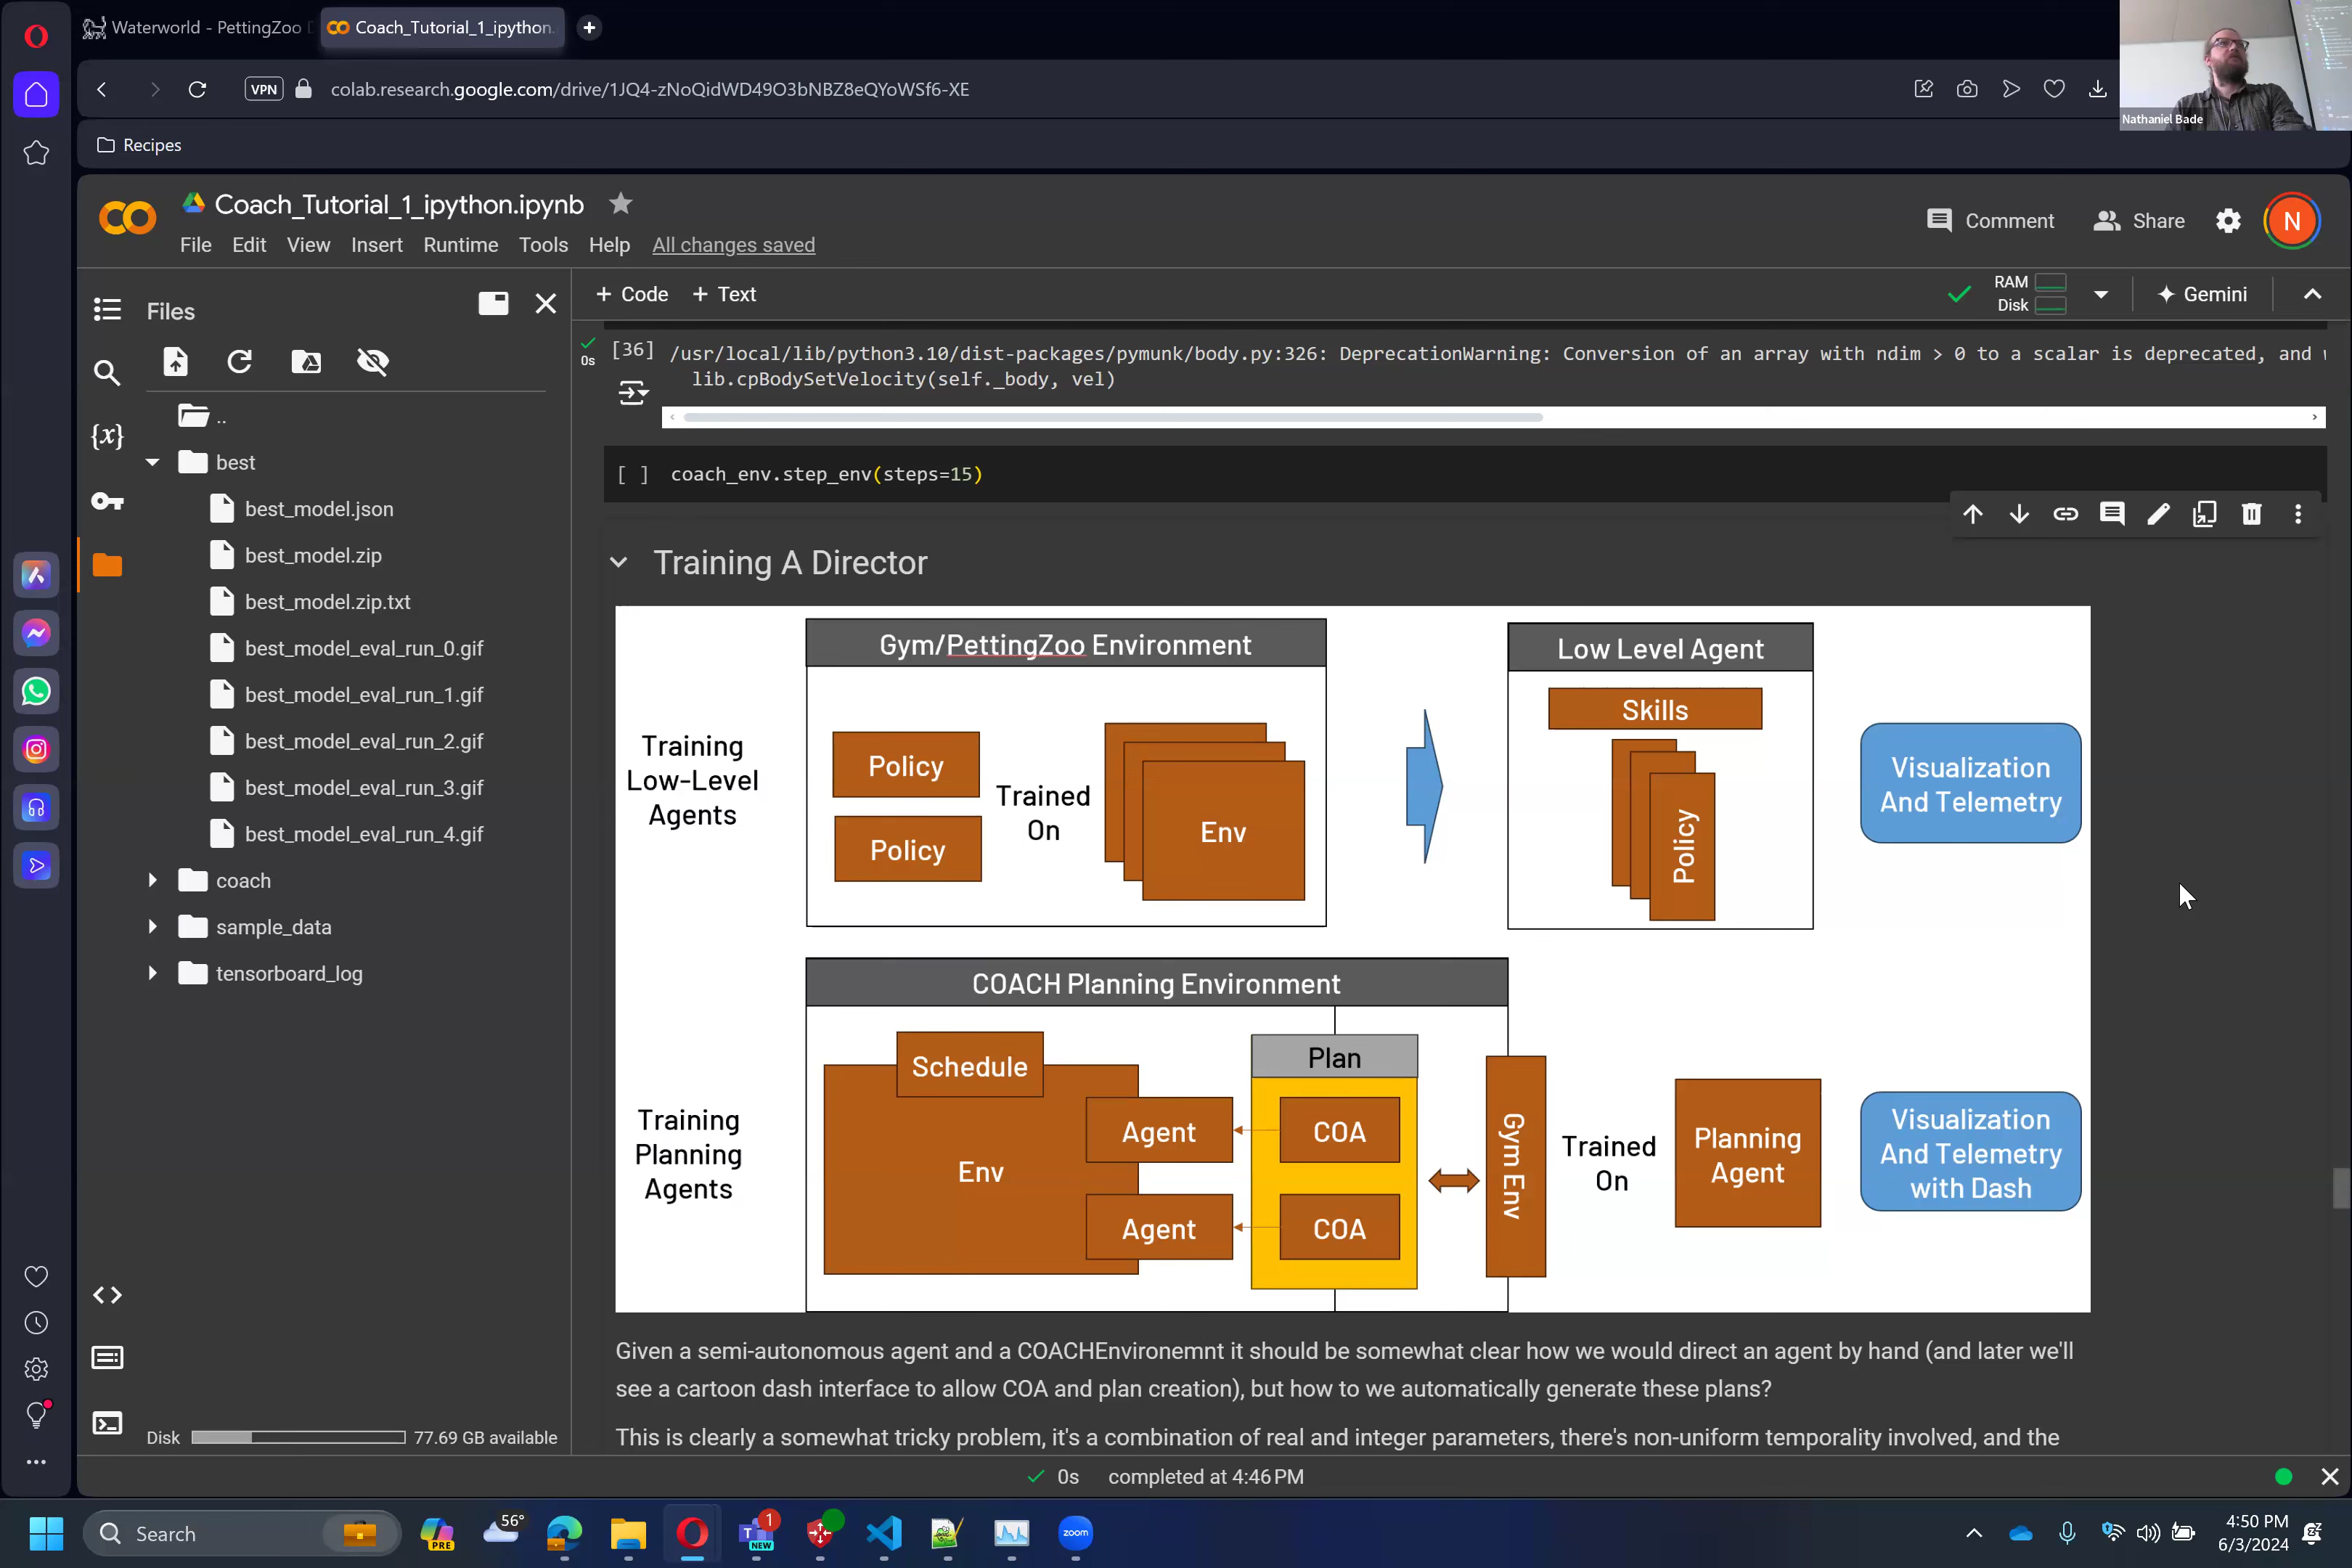 Waterworld - PettingZoo
Coach_Tutorial_1_ipython.
VPN
colab.research.google.com/drive/1JQ4-zNoQidWD49O3bNBZ8eQYoWSf6-XE
Nathaniel Bade
Recipes
Coach_Tutorial_1_ipython.ipynb
File Edit View Insert Runtime Tools Help All changes saved
Comment Share N
+ Code + Text
RAM
Disk
Gemini
Files
..
best
best_model.json
best_model.zip
best_model.zip.txt
best_model_eval_run_0.gif
best_model_eval_run_1.gif
best_model_eval_run_2.gif
best_model_eval_run_3.gif
best_model_eval_run_4.gif
coach
sample_data
tensorboard_log
Disk 77.69 GB available
{x}
0s
[36] /usr/local/lib/python3.10/dist-packages/pymunk/body.py:326: DeprecationWarning: Conversion of an array with ndim > 0 to a scalar is deprecated, and
lib.cpBodySetVelocity(self._body, vel)
[ ] coach_env.step_env(steps=15)
Training A Director
Gym/PettingZoo Environment
Low Level Agent
Training
Low-Level
Agents
Policy
Policy
Trained
On
Env
Skills
Policy
Visualization
And Telemetry
COACH Planning Environment
Training
Planning
Agents
Schedule
Env
Agent
Agent
Plan
COA
COA
Gym Env
Trained
On
Planning
Agent
Visualization
And Telemetry
with Dash
Given a semi-autonomous agent and a COACHEnvironemnt it should be somewhat clear how we would direct an agent by hand (and later we'll
see a cartoon dash interface to allow COA and plan creation), but how to we automatically generate these plans?
This is clearly a somewhat tricky problem, it's a combination of real and integer parameters, there's non-uniform temporality involved, and the
0s completed at 4:46 PM
Search
PRE
56°
1
NEW
zoom
4:50 PM
6/3/2024